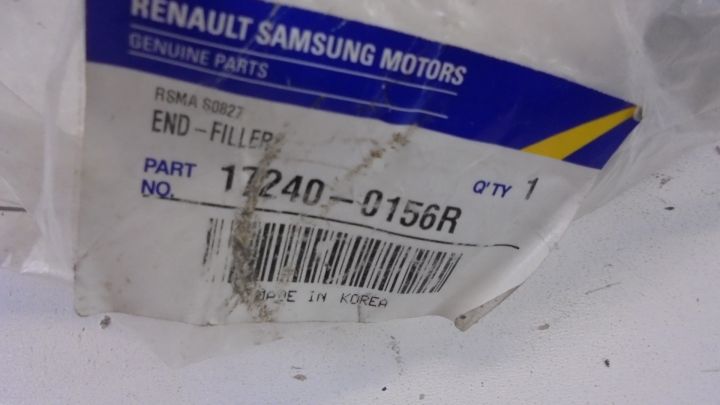 RENAULT SAMSUNG MOTORS
GENUINE PARTS
RSMA S0827
END-FILLER
PART NO. 17240-0156R Q'TY 1
MADE IN KOREA